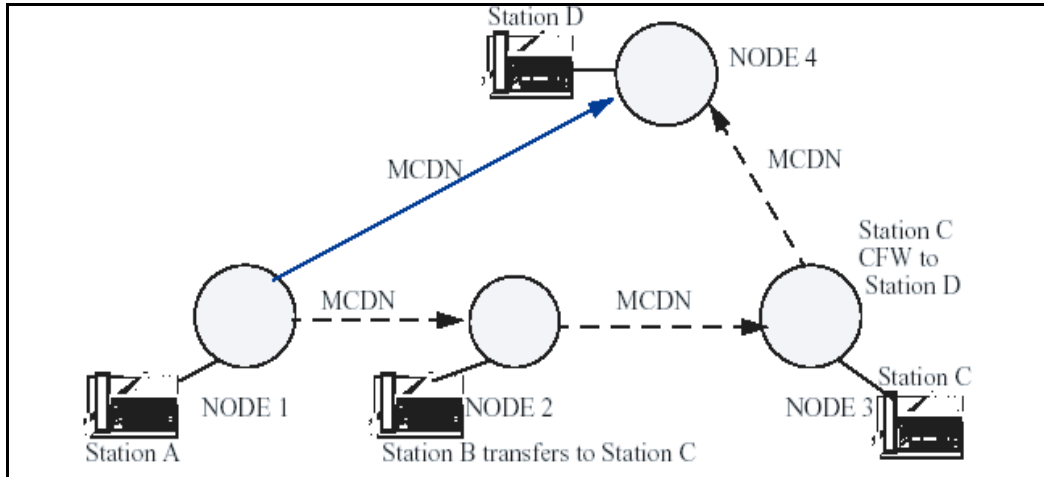 Station D
NODE 4
MCDN
MCDN
Station C
CFW to
Station D
MCDN
MCDN
Station C
NODE 1
NODE 2
NODE 3
Station A
Station B transfers to Station C